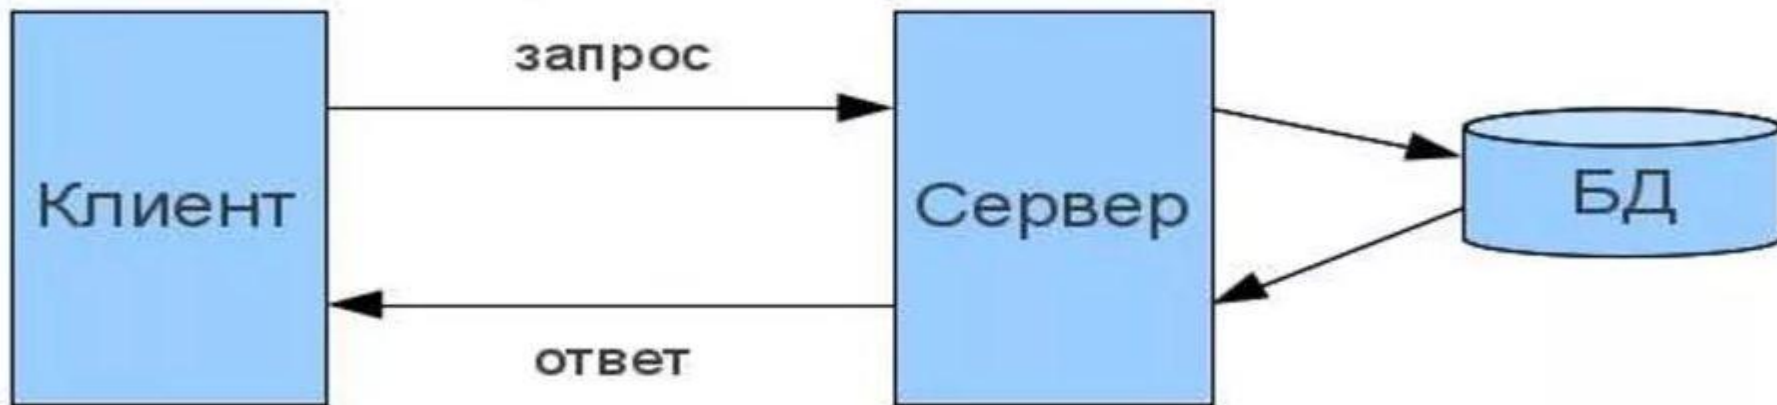 запрос
Клиент
Сервер
БД
ответ